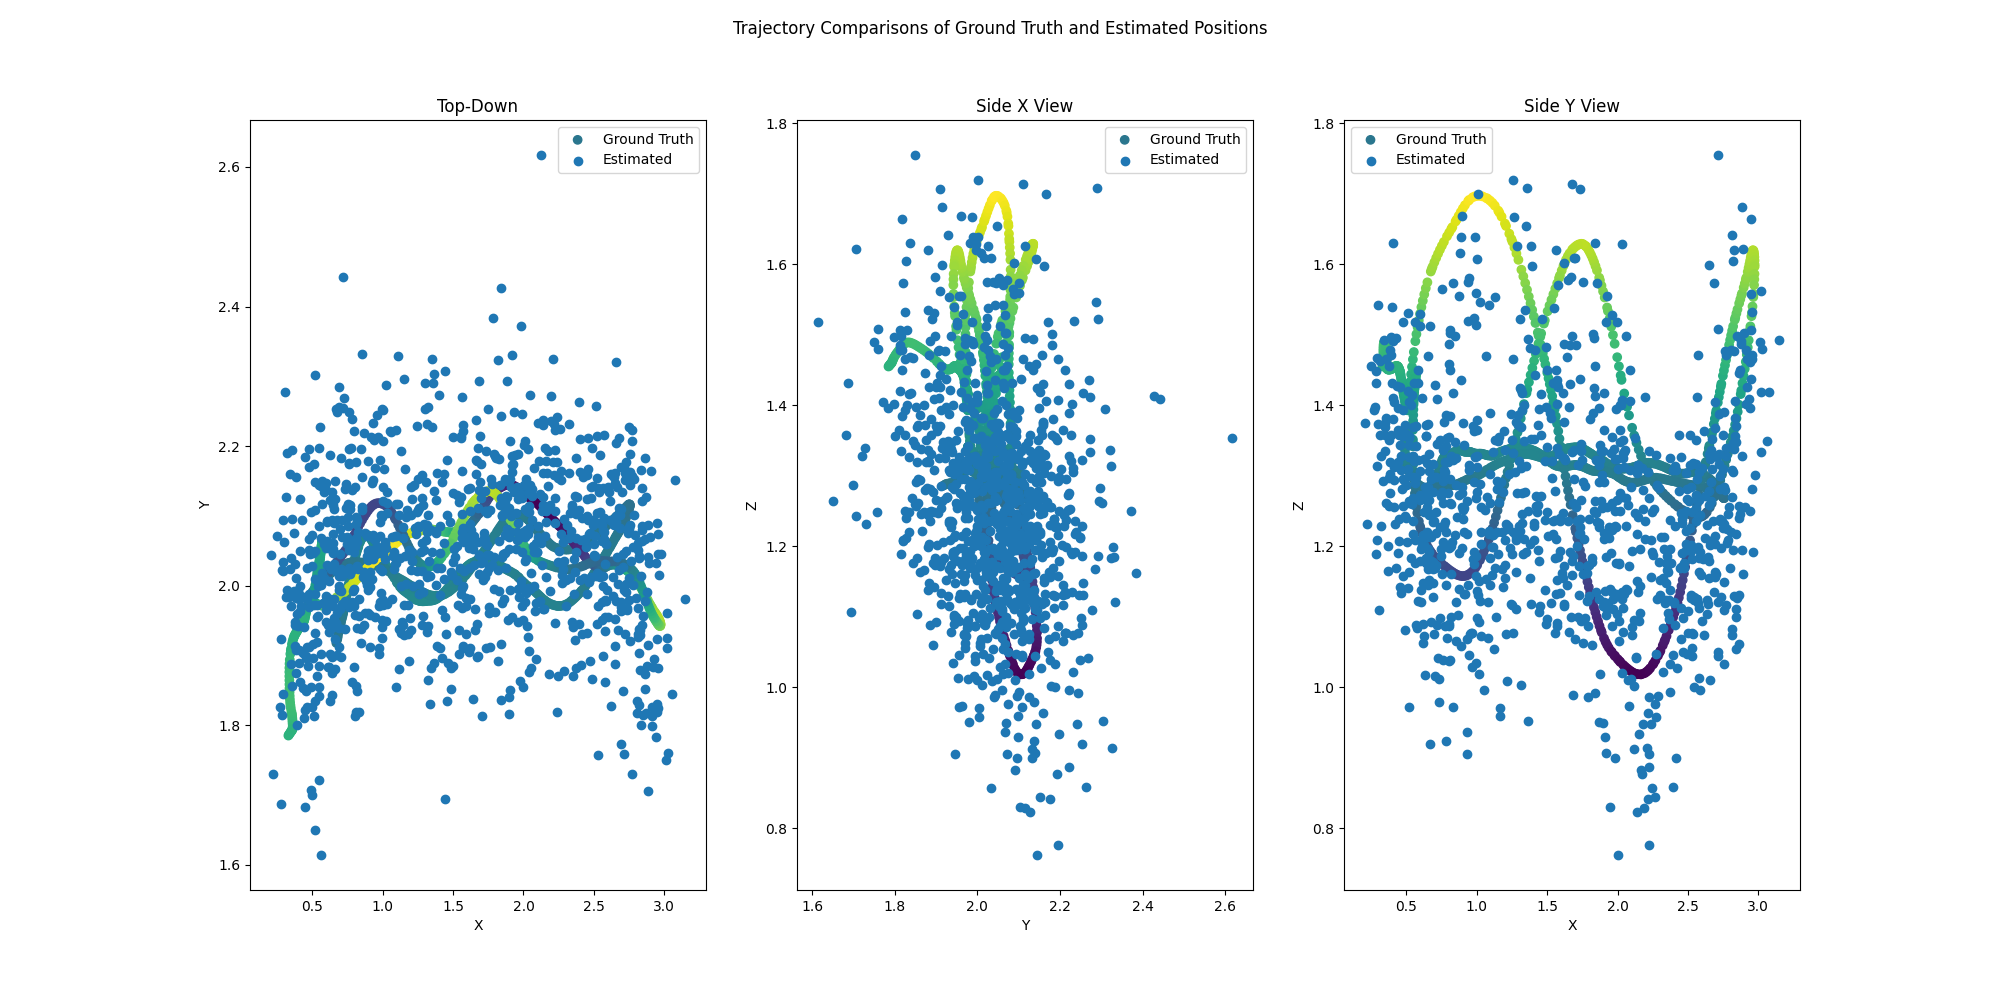 Trajectory Comparisons of Ground Truth and Estimated Positions
Top-Down
Ground Truth
Estimated
2.6
2.4
2.2
2.0
1.8
1.6
Y
0.5 1.0 1.5 2.0 2.5 3.0
X
Side X View
Ground Truth
Estimated
1.8
1.6
1.4
1.2
1.0
0.8
Z
1.6 1.8 2.0 2.2 2.4 2.6
Y
Side Y View
Ground Truth
Estimated
1.8
1.6
1.4
1.2
1.0
0.8
Z
0.5 1.0 1.5 2.0 2.5 3.0
X